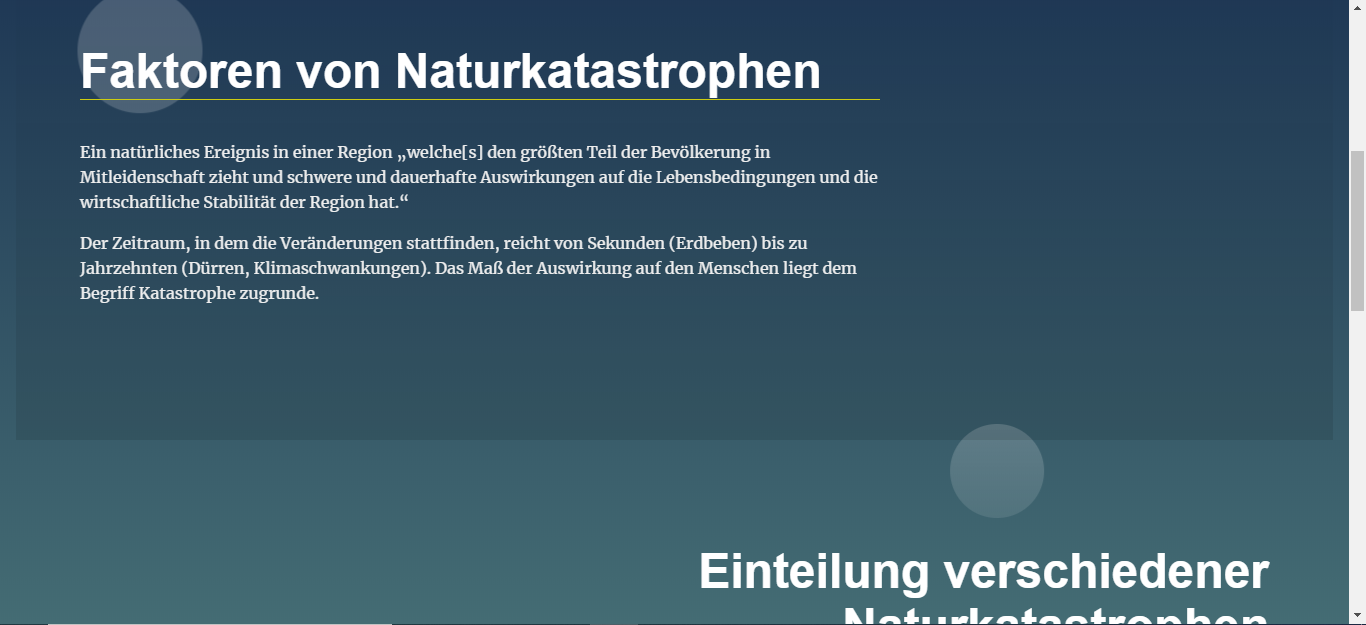 Faktoren von Naturkatastrophen
Ein natürliches Ereignis in einer Region „welche[s] den größten Teil der Bevölkerung in
Mitleidenschaft zieht und schwere und dauerhafte Auswirkungen auf die Lebensbedingungen und die
wirtschaftliche Stabilität der Region hat.“
Der Zeitraum, in dem die Veränderungen stattfinden, reicht von Sekunden (Erdbeben) bis zu
Jahrzehnten (Dürren, Klimaschwankungen). Das Maß der Auswirkung auf den Menschen liegt dem
Begriff Katastrophe zugrunde.
Einteilung verschiedener
Naturkatastrophen